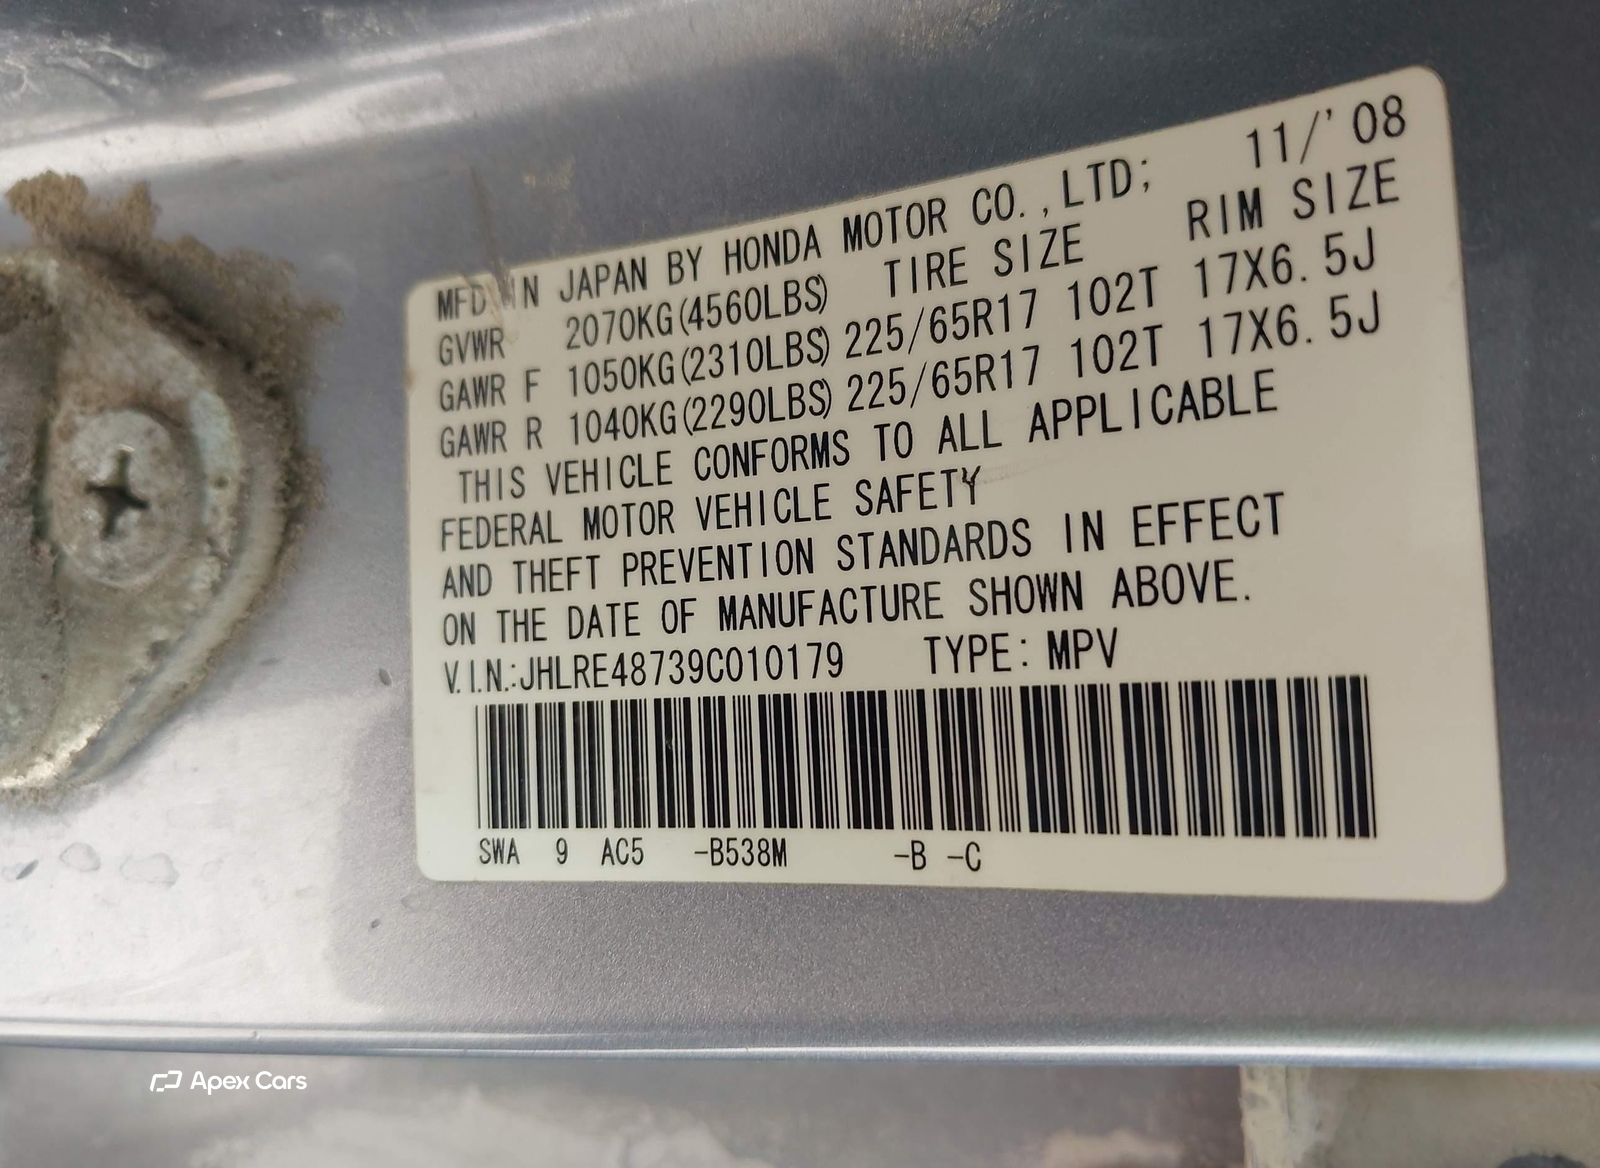 MFD IN JAPAN BY HONDA MOTOR CO.,LTD; 11/'08
GVWR 2070KG(4560LBS) TIRE SIZE RIM SIZE
GAWR F 1050KG(2310LBS) 225/65R17 102T 17X6.5J
GAWR R 1040KG(2290LBS) 225/65R17 102T 17X6.5J
THIS VEHICLE CONFORMS TO ALL APPLICABLE
FEDERAL MOTOR VEHICLE SAFETY
AND THEFT PREVENTION STANDARDS IN EFFECT
ON THE DATE OF MANUFACTURE SHOWN ABOVE.
V.I.N.:JHLRE48739C010179 TYPE: MPV
SWA 9 AC5 -B538M -B -C
Apex Cars